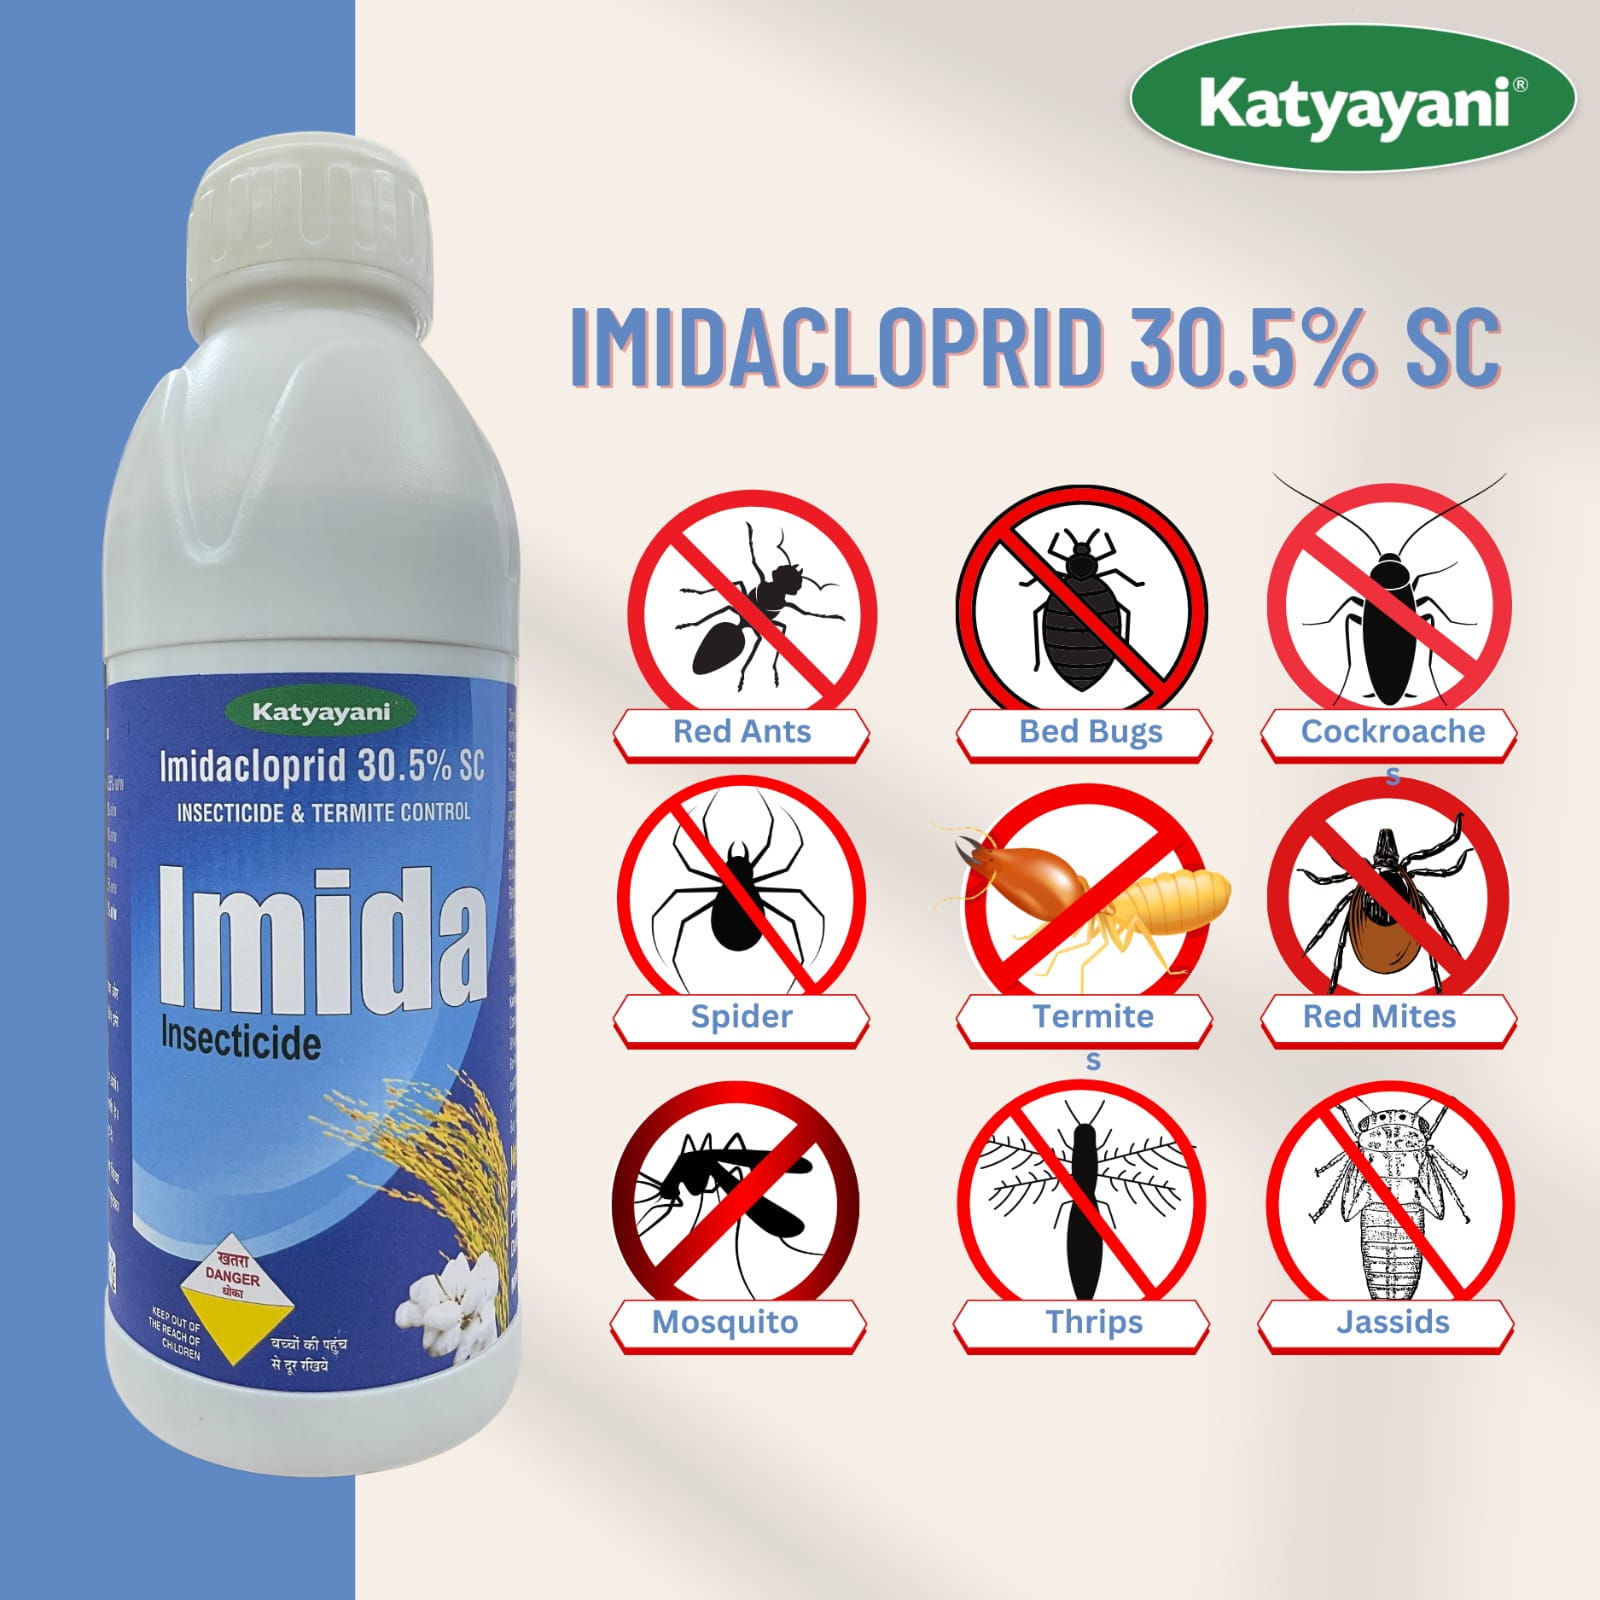 Katyayani®
IMIDACLOPRID 30.5% SC
Red Ants
Bed Bugs
Cockroache
s
Spider
Termite
s
Red Mites
Mosquito
Thrips
Jassids
Katyayani
Imidacloprid 30.5% SC
INSECTICIDE & TERMITE CONTROL
Imida
Insecticide
खतरा
DANGER
धोका
KEEP OUT OF
THE REACH OF
CHILDREN
बच्चों की पहुंच
से दूर रखिये